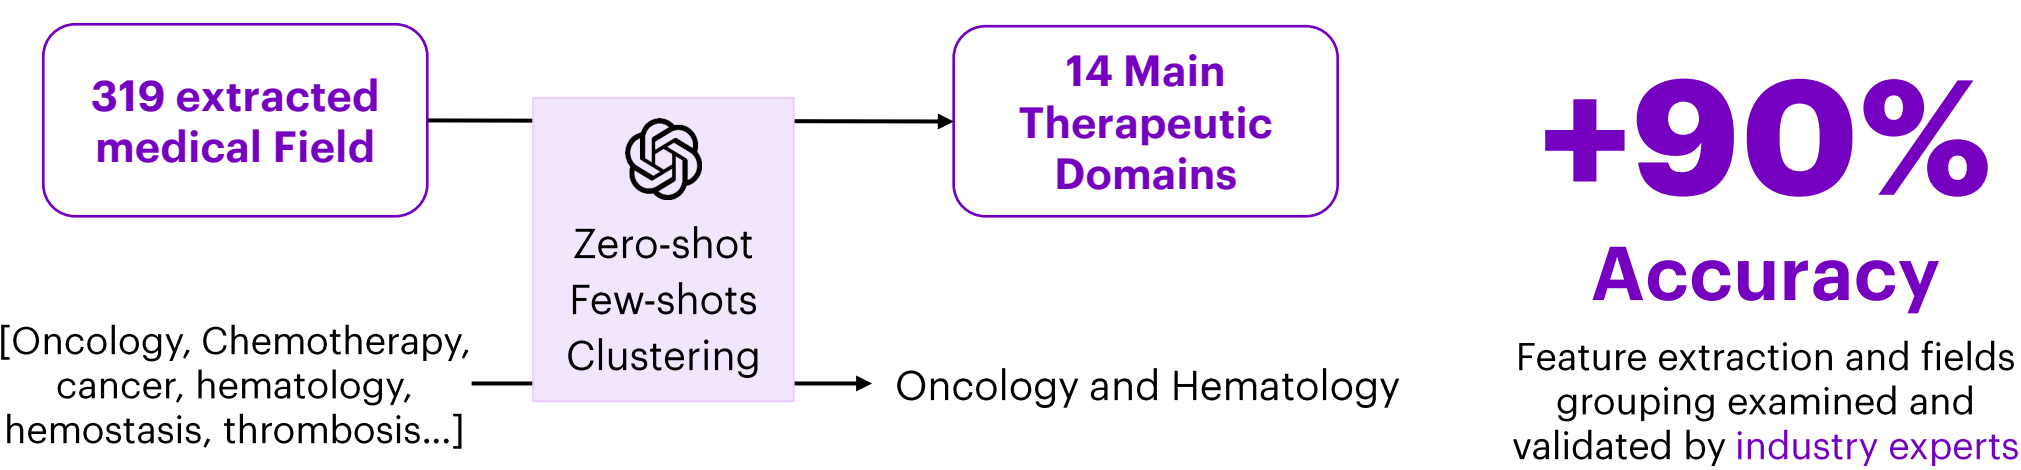 319 extracted
medical Field
14 Main
Therapeutic
Domains
Zero-shot
Few-shots
Clustering
[Oncology, Chemotherapy,
cancer, hematology,
hemostasis, thrombosis...]
Oncology and Hematology
+90%
Accuracy
Feature extraction and fields
grouping examined and
validated by industry experts